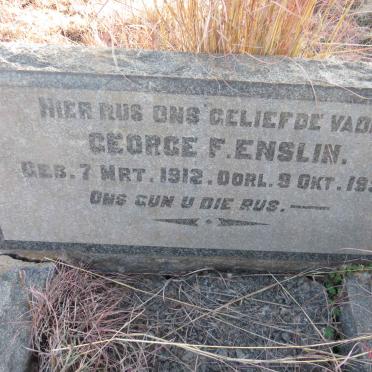 HIER RUS ONS GELIEFDE
GEORGE F. ENSLIN.
GEB. 7 MRT. 1912. OORL. 9 OKT.
ONS GUN U DIE RUS.